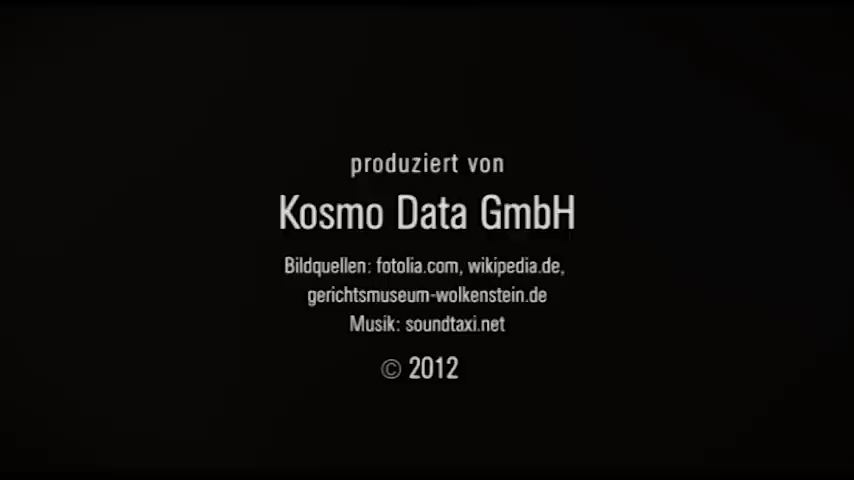 produziert von
Kosmo Data GmbH
Bildquellen: fotolia.com, wikipedia.de,
gerichtsmuseum-wolkenstein.de
Musik: soundtaxi.net
© 2012